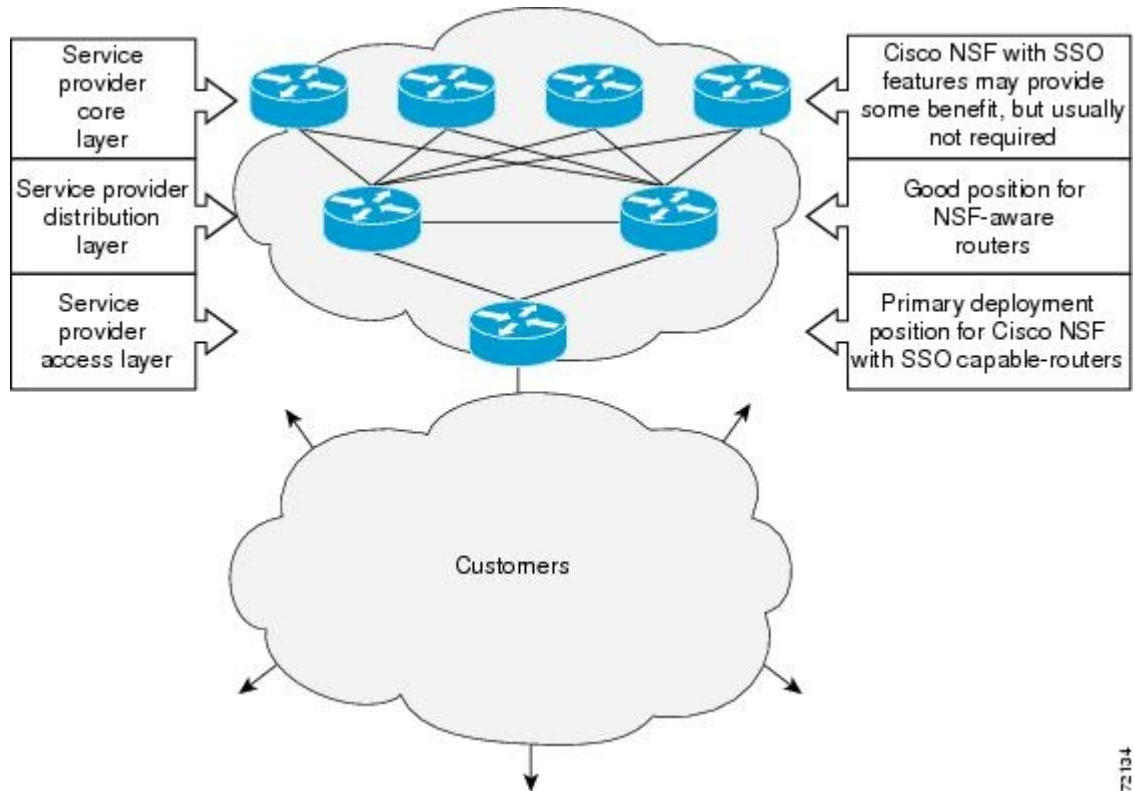 Service
provider
core
layer
Service provider
distribution
layer
Service
provider
access layer
Cisco NSF with SSO
features may provide
some benefit, but usually
not required
Good position for
NSF-aware
routers
Primary deployment
position for Cisco NSF
with SSO capable-routers
Customers
72134